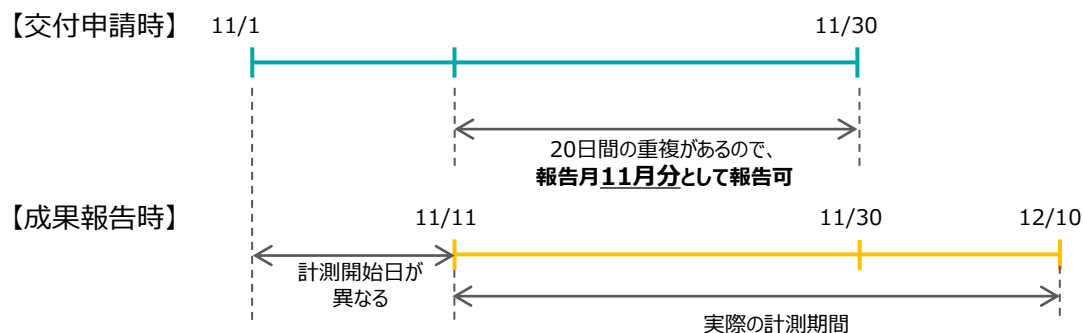 【交付申請時】 11/1 11/30
20日間の重複があるので、
報告月11月分として報告可
【成果報告時】 11/11 11/30 12/10
計測開始日が
異なる
実際の計測期間